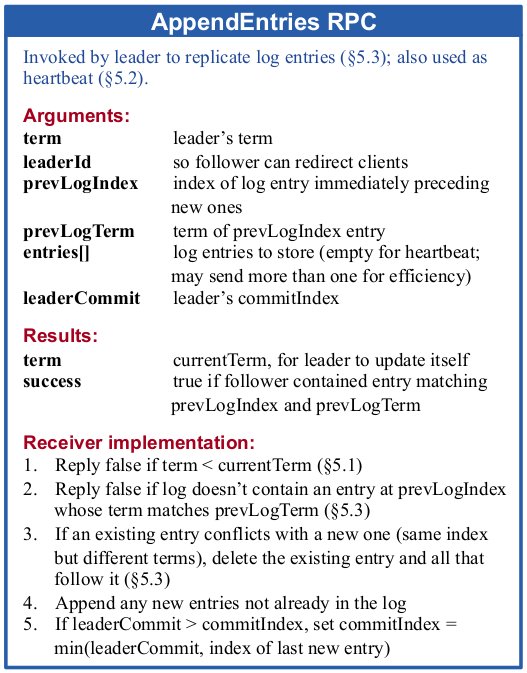 AppendEntries RPC
Invoked by leader to replicate log entries (§5.3); also used as
heartbeat (§5.2).
Arguments:
term leader’s term
leaderId so follower can redirect clients
prevLogIndex index of log entry immediately preceding
new ones
prevLogTerm term of prevLogIndex entry
entries[] log entries to store (empty for heartbeat;
may send more than one for efficiency)
leaderCommit leader’s commitIndex
Results:
term currentTerm, for leader to update itself
success true if follower contained entry matching
prevLogIndex and prevLogTerm
Receiver implementation:
1. Reply false if term < currentTerm (§5.1)
2. Reply false if log doesn’t contain an entry at prevLogIndex
whose term matches prevLogTerm (§5.3)
3. If an existing entry conflicts with a new one (same index
but different terms), delete the existing entry and all that
follow it (§5.3)
4. Append any new entries not already in the log
5. If leaderCommit > commitIndex, set commitIndex =
min(leaderCommit, index of last new entry)